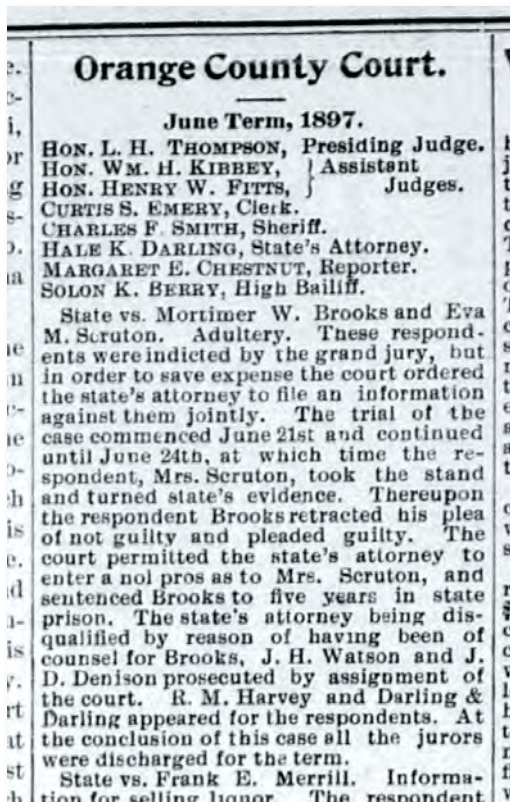 Orange County Court.
June Term, 1897.
HON. L. H. THOMPSON, Presiding Judge.
HON. WM. H. KIBBEY, } Assistant
HON. HENRY W. FITTS, } Judges.
CURTIS S. EMERY, Clerk.
CHARLES F. SMITH, Sheriff.
HALE K. DARLING, State's Attorney.
MARGARET E. CHESTNUT, Reporter.
SOLON K. BERRY, High Bailiff.
State vs. Mortimer W. Brooks and Eva
M. Scruton. Adultery. These respond-
ents were indicted by the grand jury, but
in order to save expense the court ordered
the state's attorney to file an information
against them jointly. The trial of the
case commenced June 21st and continued
until June 24th, at which time the re-
spondent, Mrs. Scruton, took the stand
and turned state's evidence. Thereupon
the respondent Brooks retracted his plea
of not guilty and pleaded guilty. The
court permitted the state's attorney to
enter a nol pros as to Mrs. Scruton, and
sentenced Brooks to five years in state
prison. The state's attorney being dis-
qualified by reason of having been of
counsel for Brooks, J. H. Watson and J.
D. Denison prosecuted by assignment of
the court. R. M. Harvey and Darling &
Darling appeared for the respondents. At
the conclusion of this case all the jurors
were discharged for the term.
State vs. Frank E. Merrill. Informa-
tion for selling liquor. The respondent